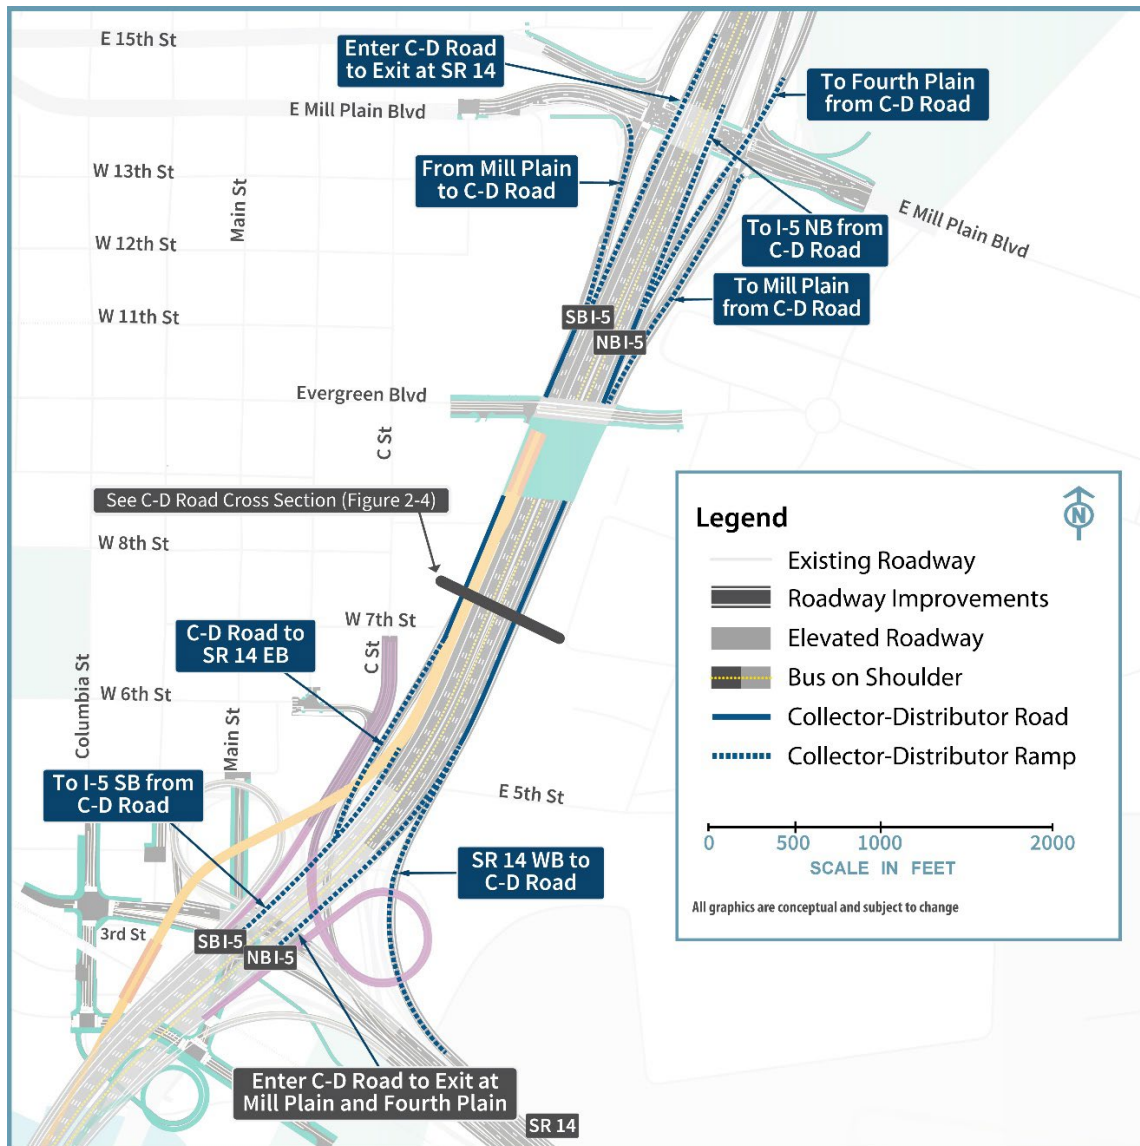 E 15th St
Enter C-D Road
to Exit at SR 14
To Fourth Plain
from C-D Road
E Mill Plain Blvd
W 13th St
From Mill Plain
to C-D Road
Main St
E Mill Plain Blvd
W 12th St
To I-5 NB from
C-D Road
To Mill Plain
from C-D Road
W 11th St
SB I-5
NB I-5
Evergreen Blvd
C St
See C-D Road Cross Section (Figure 2-4)
W 8th St
W 7th St
C-D Road to
SR 14 EB
C St
Columbia St
W 6th St
Main St
To I-5 SB from
C-D Road
E 5th St
SR 14 WB to
C-D Road
3rd St
SB I-5
NB I-5
Enter C-D Road to Exit at
Mill Plain and Fourth Plain
SR 14
Legend
N
Existing Roadway
Roadway Improvements
Elevated Roadway
Bus on Shoulder
Collector-Distributor Road
Collector-Distributor Ramp
0 500 1000 2000
SCALE IN FEET
All graphics are conceptual and subject to change